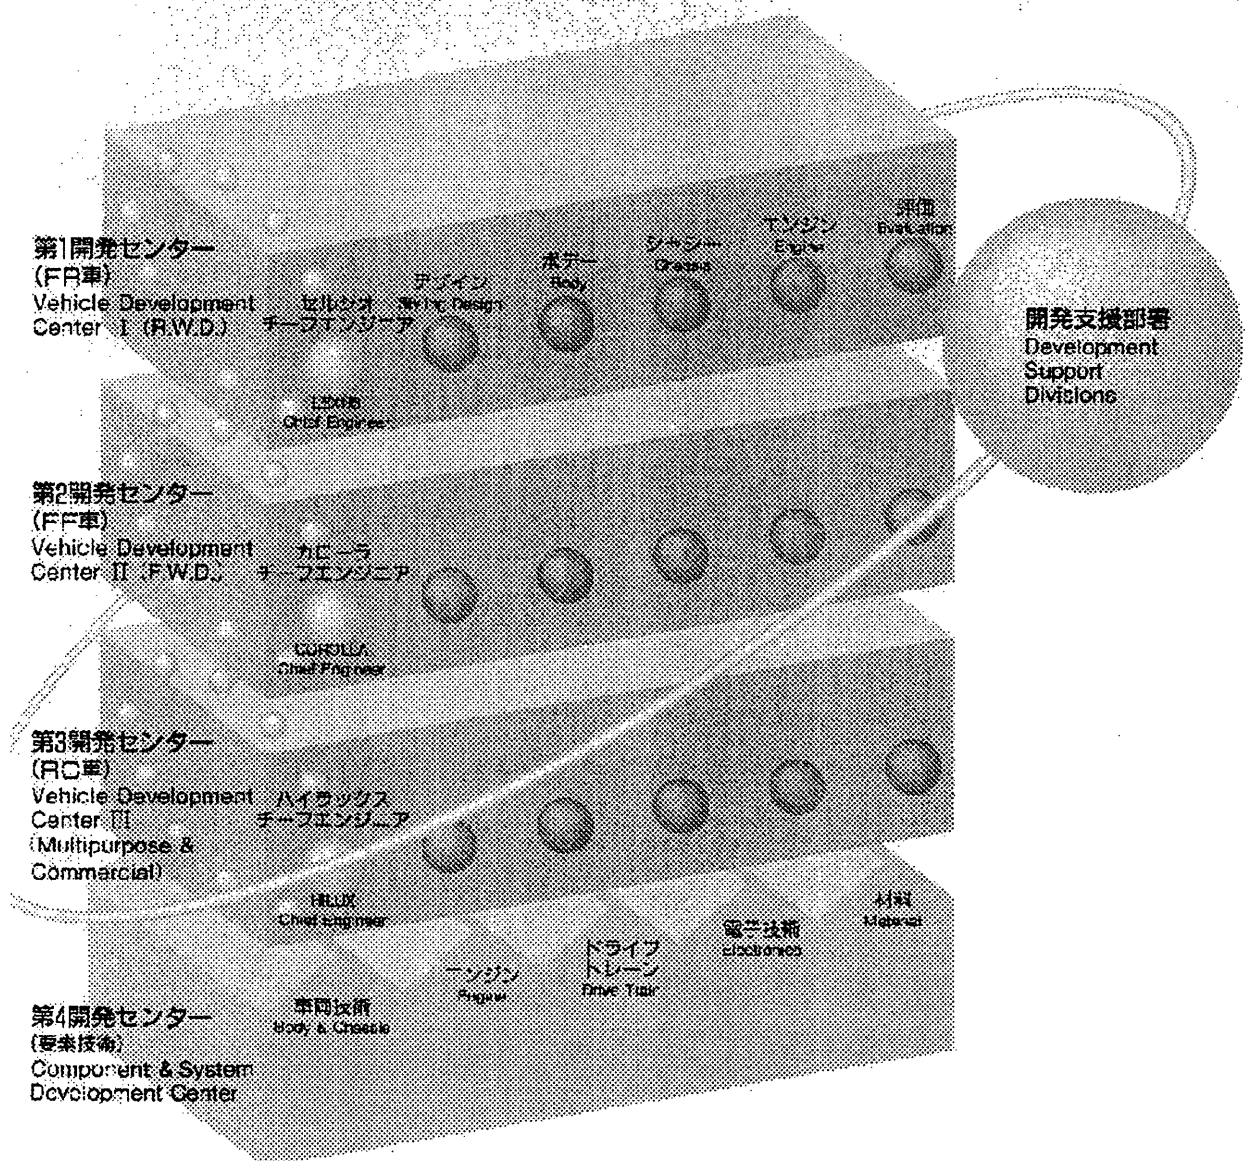 第1開発センター
(FR車)
Vehicle Development
Center I (R.W.D.)
セルシオ
チーフエンジニア
LEXUS
Chief Engineer
デザイン
Styling Design
ボデー
Body
シャシー
Chassis
エンジン
Engine
評価
Evaluation
開発支援部署
Development
Support
Divisions
第2開発センター
(FF車)
Vehicle Development
Center II (F.W.D.)
カローラ
チーフエンジニア
COROLLA
Chief Engineer
第3開発センター
(RC車)
Vehicle Development
Center III
(Multipurpose &
Commercial)
ハイラックス
チーフエンジニア
HILUX
Chief Engineer
第4開発センター
(要素技術)
Component & System
Development Center
車両技術
Body & Chassis
エンジン
Engine
ドライブ
トレーン
Drive Train
電子技術
Electronics
材料
Material